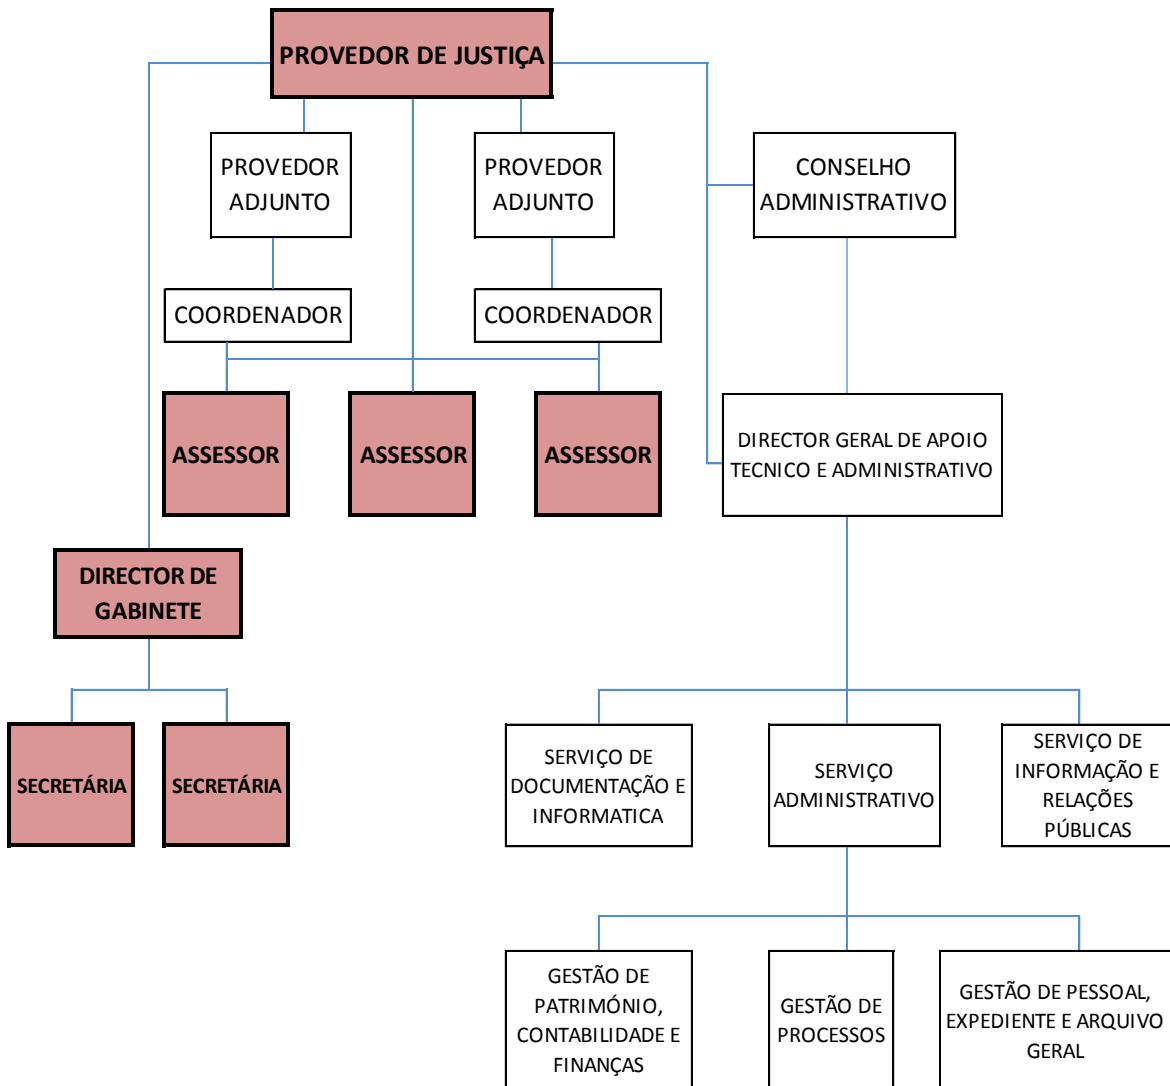 PROVEDOR DE JUSTIÇA
PROVEDOR
ADJUNTO
PROVEDOR
ADJUNTO
CONSELHO
ADMINISTRATIVO
COORDENADOR
COORDENADOR
ASSESSOR
ASSESSOR
ASSESSOR
DIRECTOR GERAL DE APOIO
TECNICO E ADMINISTRATIVO
DIRECTOR DE
GABINETE
SECRETÁRIA
SECRETÁRIA
SERVIÇO DE
DOCUMENTAÇÃO E
INFORMATICA
SERVIÇO
ADMINISTRATIVO
SERVIÇO DE
INFORMAÇÃO E
RELAÇÕES
PÚBLICAS
GESTÃO DE
PATRIMÓNIO,
CONTABILIDADE E
FINANÇAS
GESTÃO DE
PROCESSOS
GESTÃO DE PESSOAL,
EXPEDIENTE E ARQUIVO
GERAL